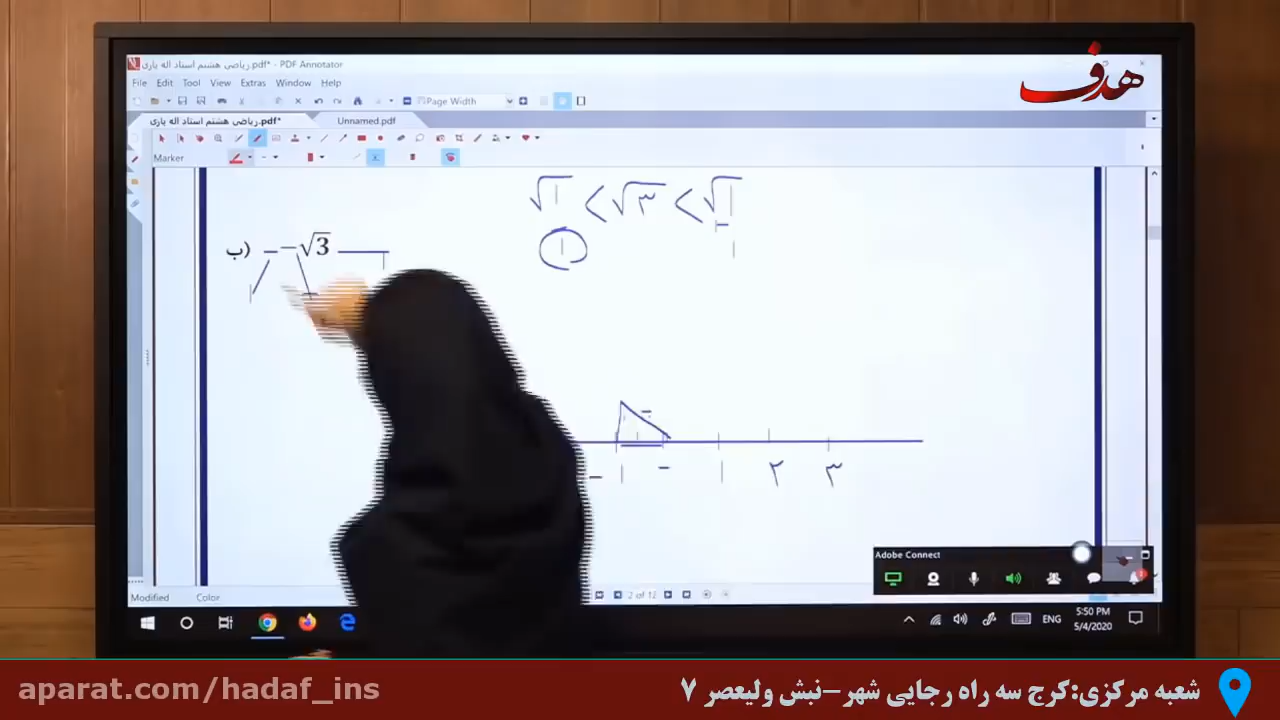 ریاضی هشتم استاد اله یاری.pdf* - PDF Annotator
هدف
File Edit Tool View Extras Window Help
Page Width
ریاضی هشتم استاد اله یاری.pdf* Unnamed.pdf
Marker
√1 < √۳ < √
۱
ب) −√3
− ۱ − ۱ ۲ ۳
Adobe Connect
2 of 12
Modified Color
ENG 5:50 PM
5/4/2020
aparat.com/hadaf_ins
شعبه مرکزی:کرج سه راه رجایی شهر-نبش ولیعصر ۷